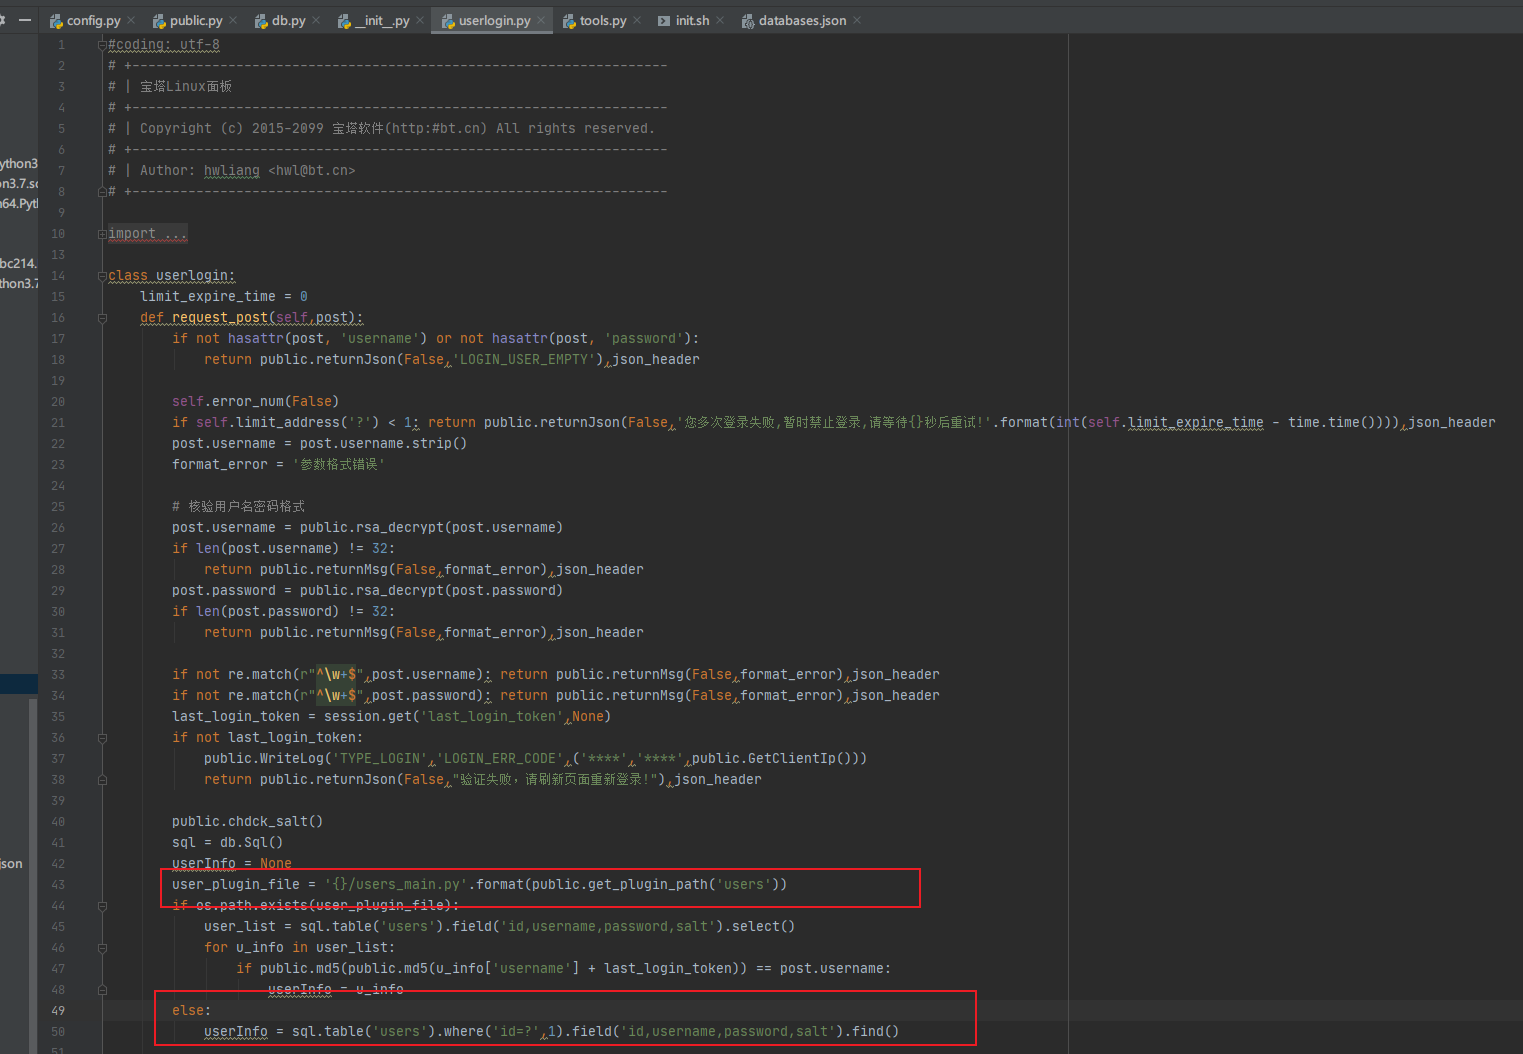 config.py public.py db.py __init__.py userlogin.py tools.py init.sh databases.json
1 #coding: utf-8
2 # +-------------------------------------------------------------------
3 # | 宝塔Linux面板
4 # +-------------------------------------------------------------------
5 # | Copyright (c) 2015-2099 宝塔软件(http:#bt.cn) All rights reserved.
6 # +-------------------------------------------------------------------
7 # | Author: hwliang <hwl@bt.cn>
8 # +-------------------------------------------------------------------
9
10 import ...
13
14 class userlogin:
15 limit_expire_time = 0
16 def request_post(self,post):
17 if not hasattr(post, 'username') or not hasattr(post, 'password'):
18 return public.returnJson(False,'LOGIN_USER_EMPTY'),json_header
19
20 self.error_num(False)
21 if self.limit_address('?') < 1: return public.returnJson(False,'您多次登录失败,暂时禁止登录,请等待{}秒后重试!'.format(int(self.limit_expire_time - time.time()))),json_header
22 post.username = post.username.strip()
23 format_error = '参数格式错误'
24
25 # 核验用户名密码格式
26 post.username = public.rsa_decrypt(post.username)
27 if len(post.username) != 32:
28 return public.returnMsg(False,format_error),json_header
29 post.password = public.rsa_decrypt(post.password)
30 if len(post.password) != 32:
31 return public.returnMsg(False,format_error),json_header
32
33 if not re.match(r"^\w+$",post.username): return public.returnMsg(False,format_error),json_header
34 if not re.match(r"^\w+$",post.password): return public.returnMsg(False,format_error),json_header
35 last_login_token = session.get('last_login_token',None)
36 if not last_login_token:
37 public.WriteLog('TYPE_LOGIN','LOGIN_ERR_CODE',('****','****',public.GetClientIp()))
38 return public.returnJson(False,"验证失败，请刷新页面重新登录!"),json_header
39
40 public.chdck_salt()
41 sql = db.Sql()
42 userInfo = None
43 user_plugin_file = '{}/users_main.py'.format(public.get_plugin_path('users'))
44 if os.path.exists(user_plugin_file):
45 user_list = sql.table('users').field('id,username,password,salt').select()
46 for u_info in user_list:
47 if public.md5(public.md5(u_info['username'] + last_login_token)) == post.username:
48 userInfo = u_info
49 else:
50 userInfo = sql.table('users').where('id=?',1).field('id,username,password,salt').find()
51
ython3
n3.7.so
64.Pyt
bc214.
thon3.7
json